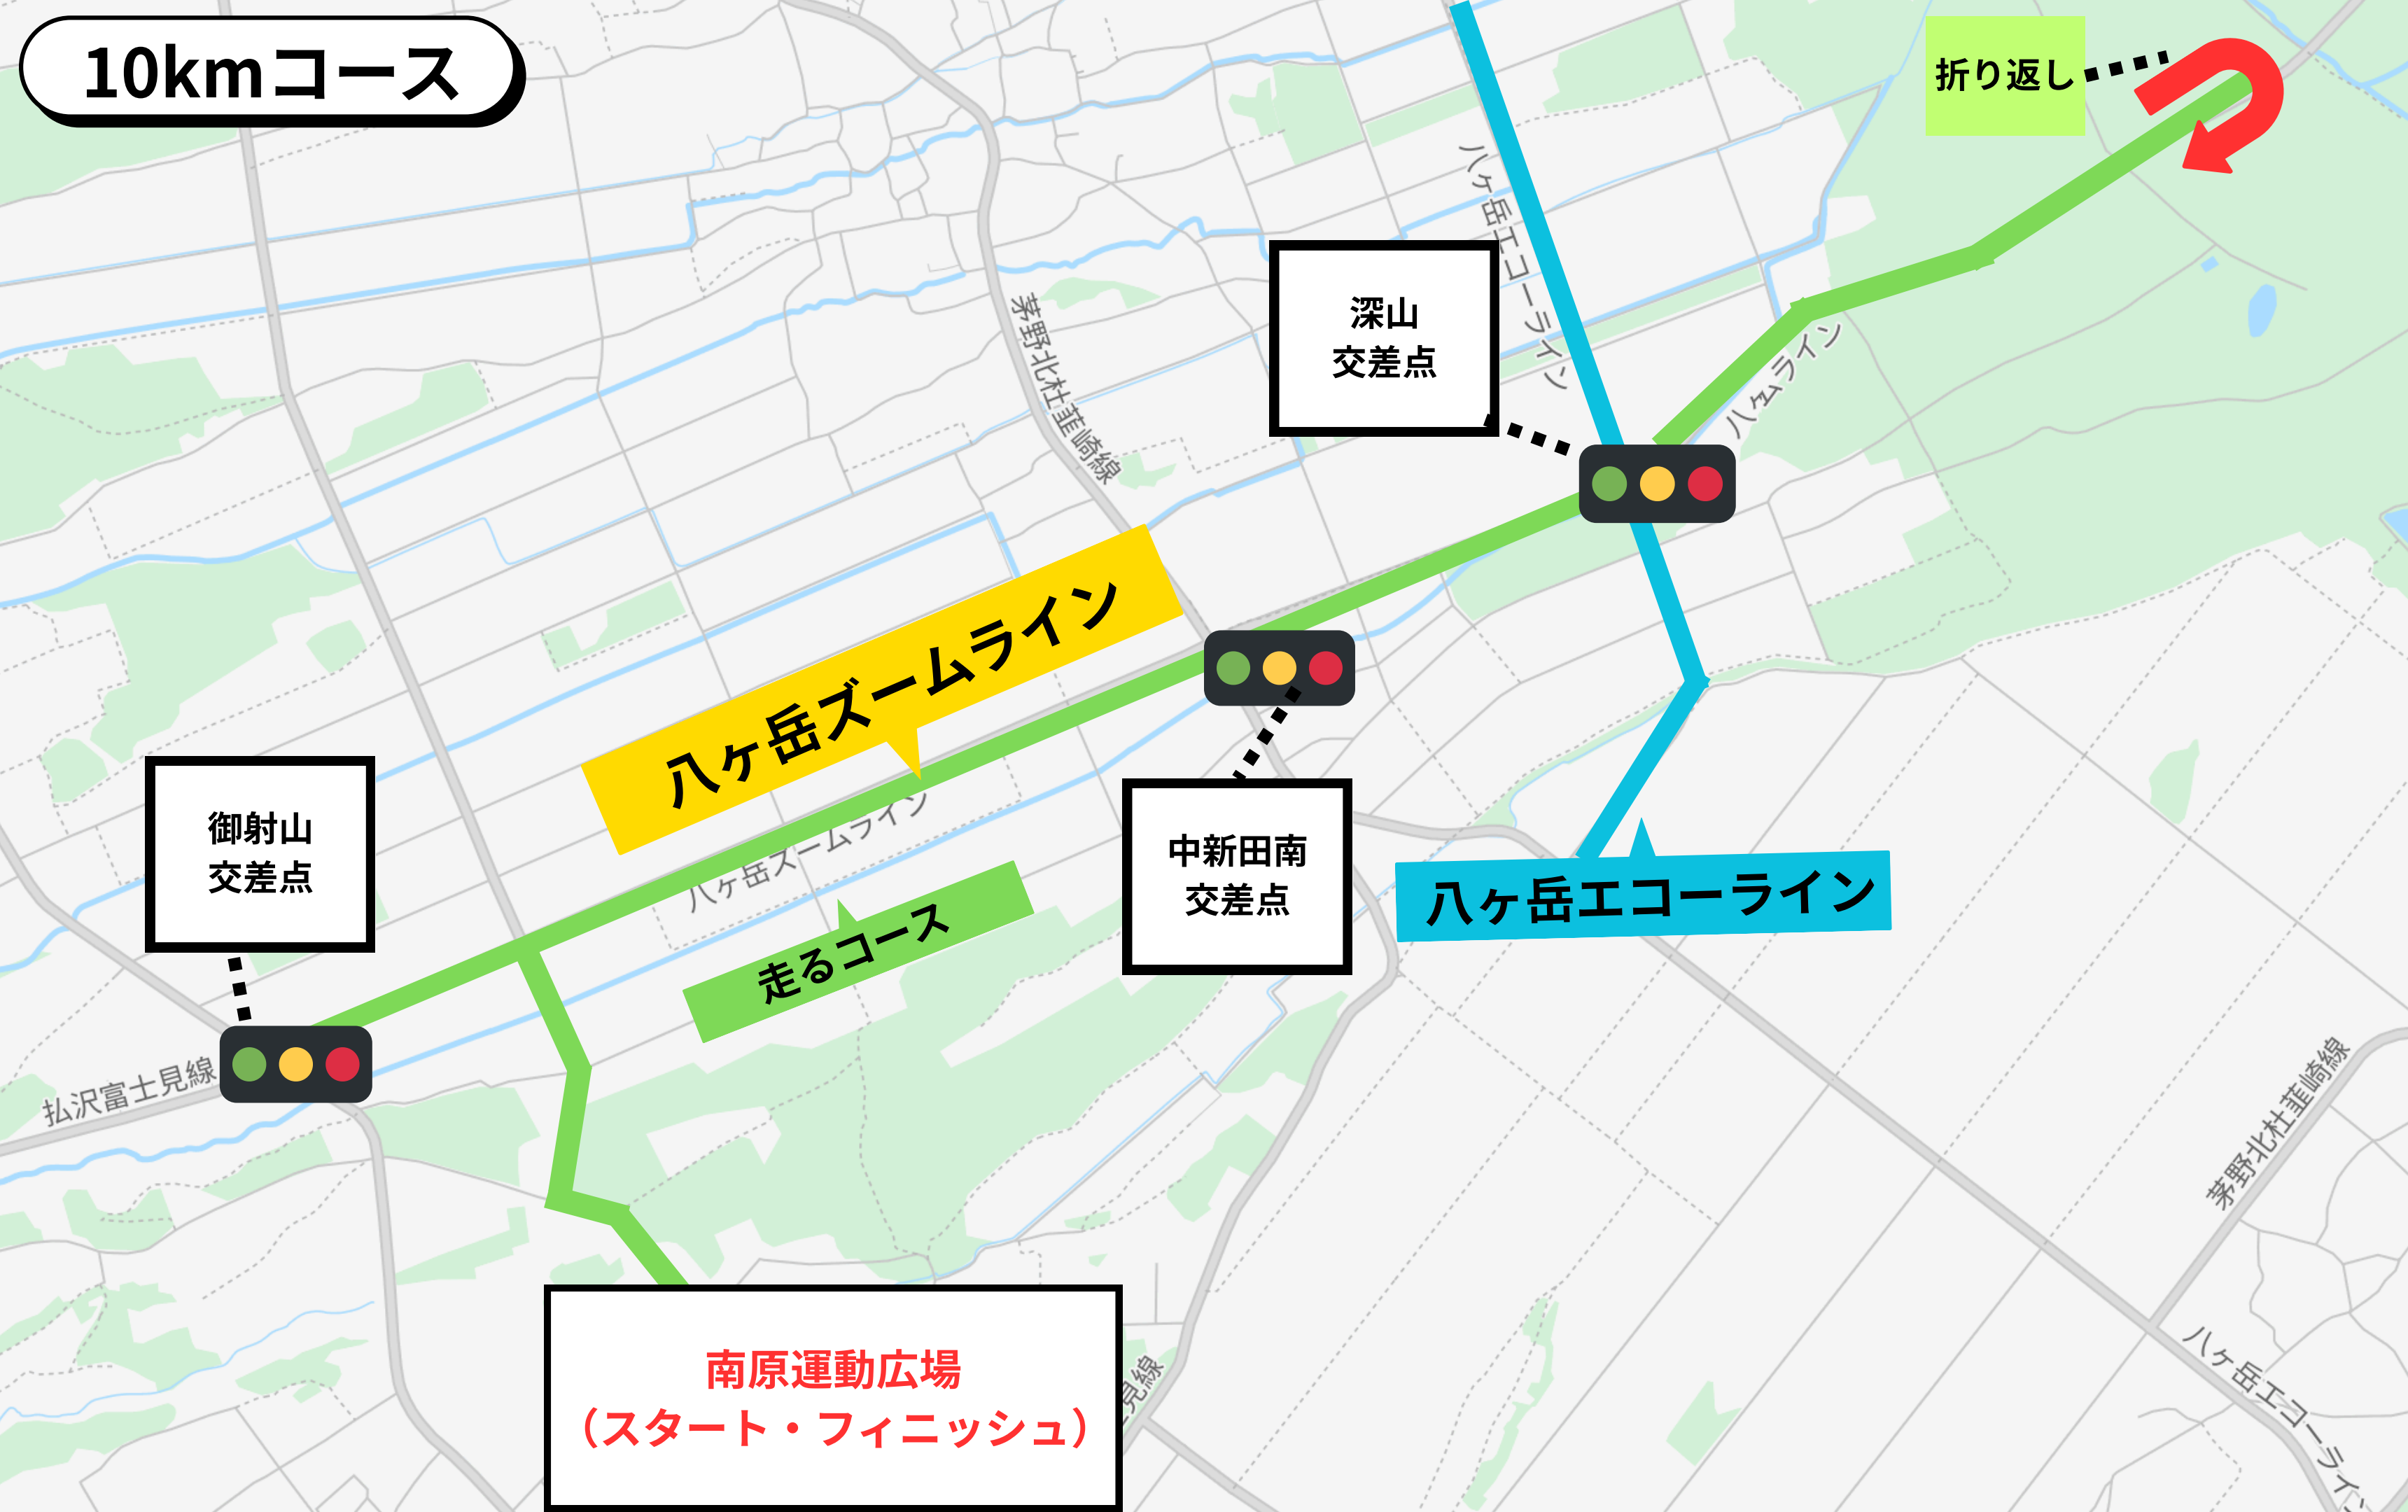 10kmコース
折り返し
八ヶ岳エコーライン
深山
交差点
茅野北杜韮崎線
八ヶ岳ズームライン
御射山
交差点
八ヶ岳ズームライン
中新田南
交差点
八ヶ岳エコーライン
走るコース
払沢富士見線
茅野北杜韮崎線
南原運動広場
（スタート・フィニッシュ）
見線
八ヶ岳エコーライン